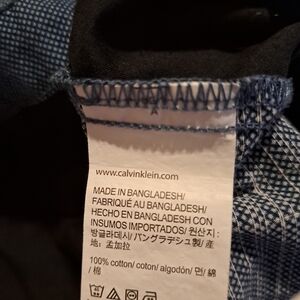 www.calvinklein.com
MADE IN BANGLADESH/
FABRIQUÉ AU BANGLADESH/
HECHO EN BANGLADESH CON
INSUMOS IMPORTADOS/ 원산지 :
방글라데시/ バングラデシュ製/ 産
地: 孟加拉
100% cotton/ coton/ algodón/ 면/ 綿
/ 棉